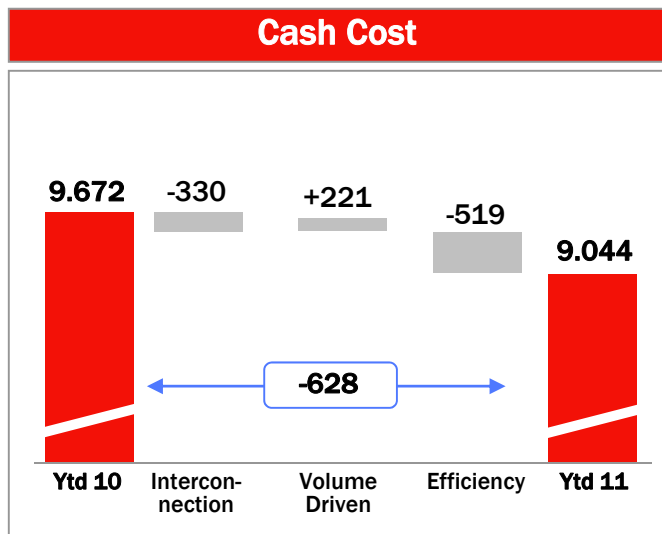 Cash Cost
9.672
-330
+221
-519
9.044
-628
Ytd 10
Intercon-
nection
Volume
Driven
Efficiency
Ytd 11